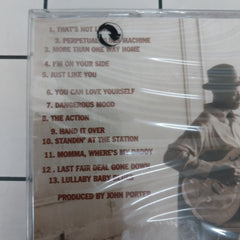 1. THAT'S NOT
2. PERPETUAL MACHINE
3. MORE THAN ONE WAY HOME
4. I'M ON YOUR SIDE
5. JUST LIKE YOU
6. YOU CAN LOVE YOURSELF
7. DANGEROUS MOOD
8. THE ACTION
9. HAND IT OVER
10. STANDIN' AT THE STATION
11. MOMMA, WHERE'S MY DADDY
12. LAST FAIR DEAL GONE DOWN
13. LULLABY BABY
PRODUCED BY JOHN PORTER